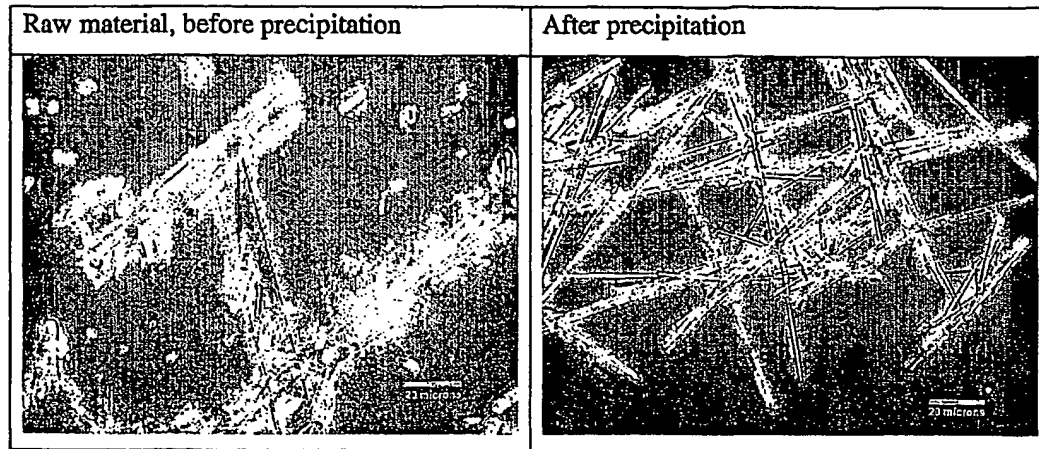 Raw material, before precipitation
After precipitation
20 microns
20 microns